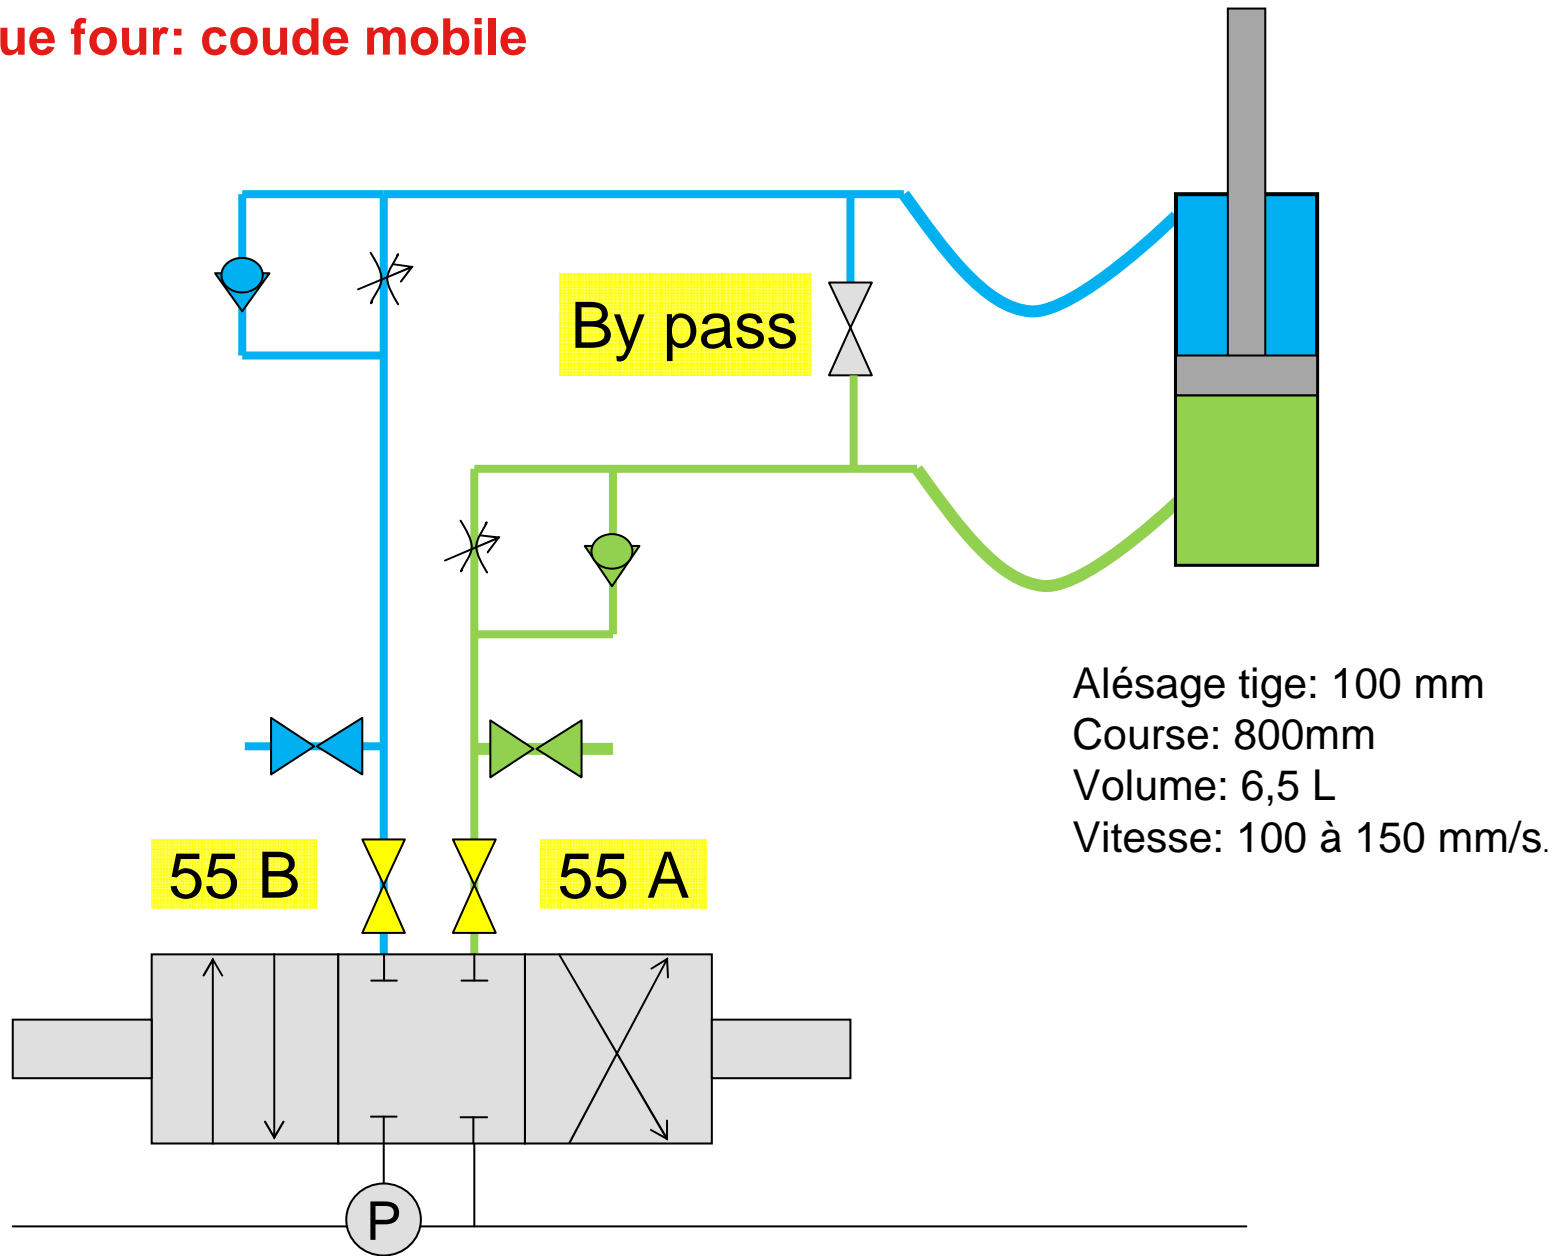 ue four: coude mobile
By pass
Alésage tige: 100 mm
Course: 800mm
Volume: 6,5 L
Vitesse: 100 à 150 mm/s.
55 B
55 A
P